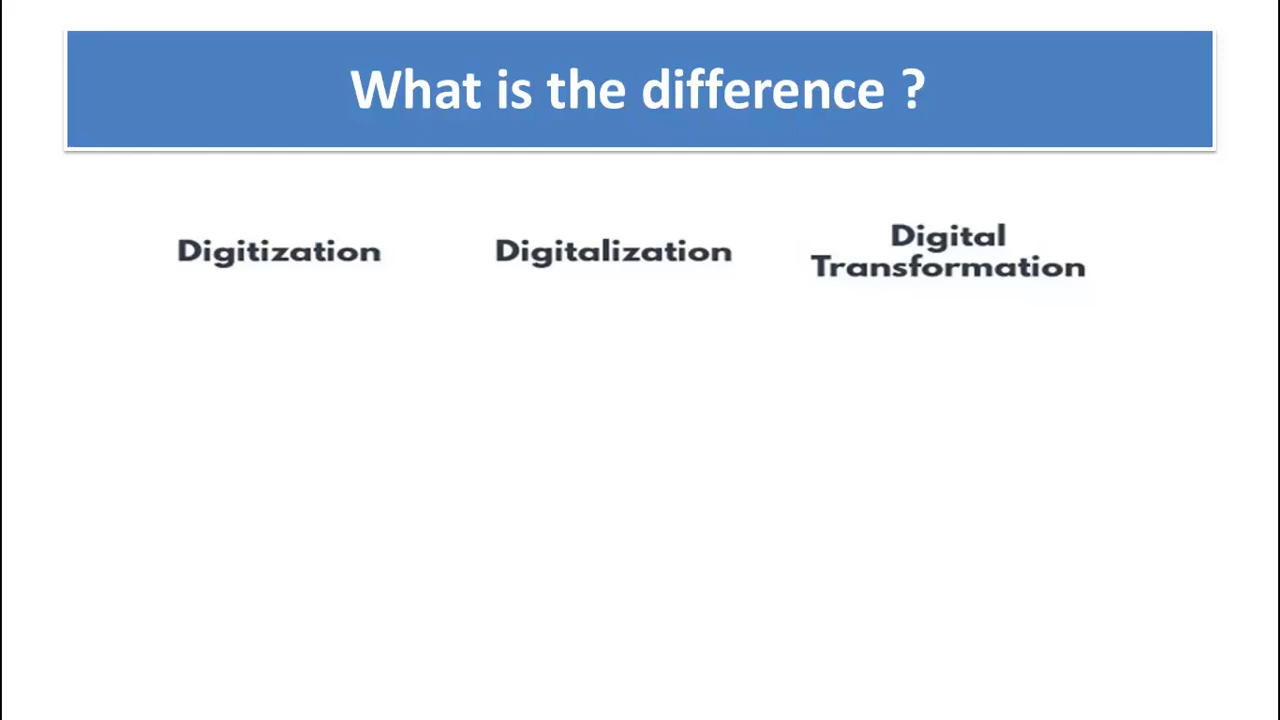 What is the difference ?
Digitization
Digitalization
Digital
Transformation